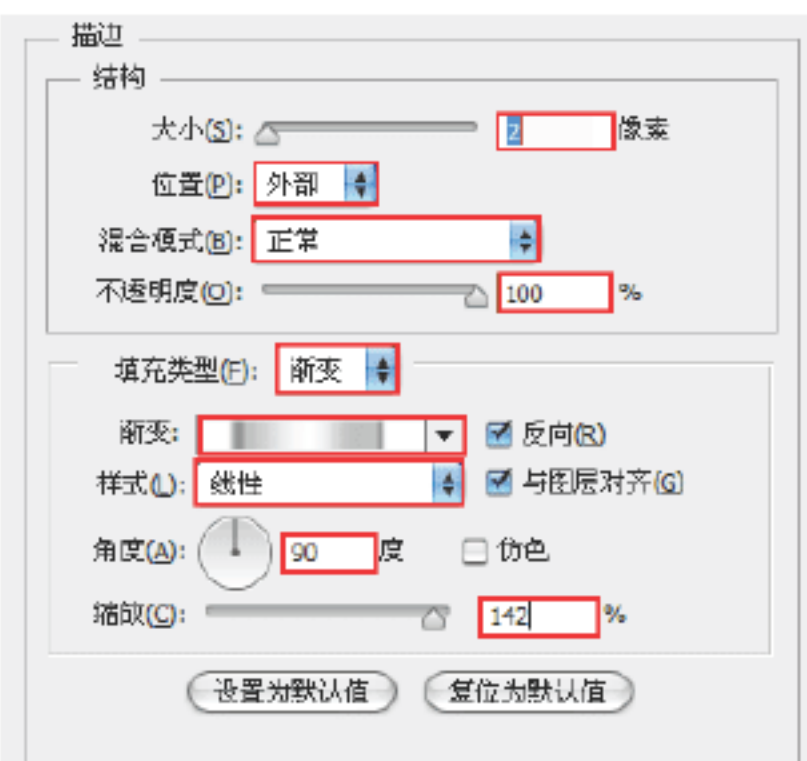 描边
结构
大小(S): 2 像素
位置(P): 外部
混合模式(B): 正常
不透明度(O): 100 %
填充类型(F): 渐变
渐变: 反向(R)
样式(L): 线性 与图层对齐(G)
角度(A): 90 度 仿色
缩放(C): 142 %
设置为默认值 复位为默认值